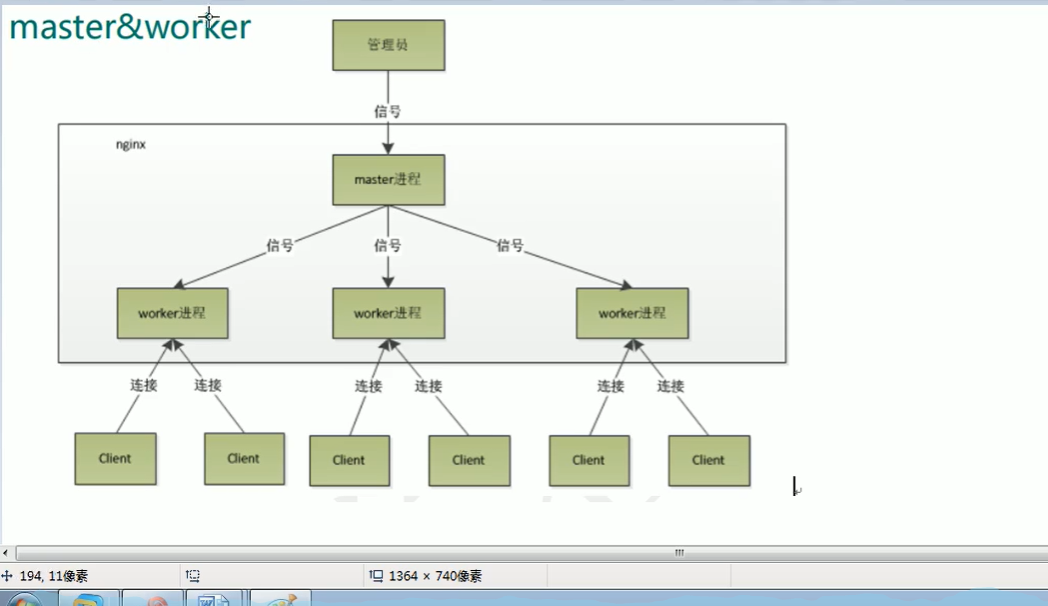 master&worker
管理员
信号
nginx
master进程
信号 信号 信号
worker进程 worker进程 worker进程
连接 连接 连接 连接 连接 连接
Client Client Client Client Client Client
194, 11像素 1364 × 740像素